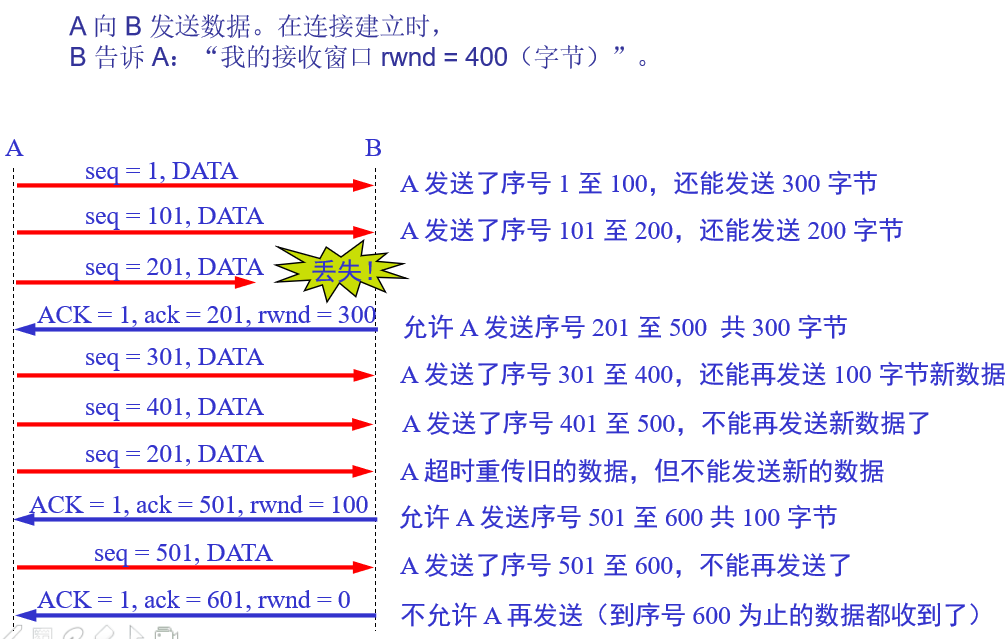 A 向 B 发送数据。在连接建立时，
B 告诉 A：“我的接收窗口 rwnd = 400（字节）”。
A
B
seq = 1, DATA
A 发送了序号 1 至 100，还能发送 300 字节
seq = 101, DATA
A 发送了序号 101 至 200，还能发送 200 字节
seq = 201, DATA
丢失！
ACK = 1, ack = 201, rwnd = 300
允许 A 发送序号 201 至 500 共 300 字节
seq = 301, DATA
A 发送了序号 301 至 400，还能再发送 100 字节新数据
seq = 401, DATA
A 发送了序号 401 至 500，不能再发送新数据了
seq = 201, DATA
A 超时重传旧的数据，但不能发送新的数据
ACK = 1, ack = 501, rwnd = 100
允许 A 发送序号 501 至 600 共 100 字节
seq = 501, DATA
A 发送了序号 501 至 600，不能再发送了
ACK = 1, ack = 601, rwnd = 0
不允许 A 再发送（到序号 600 为止的数据都收到了）